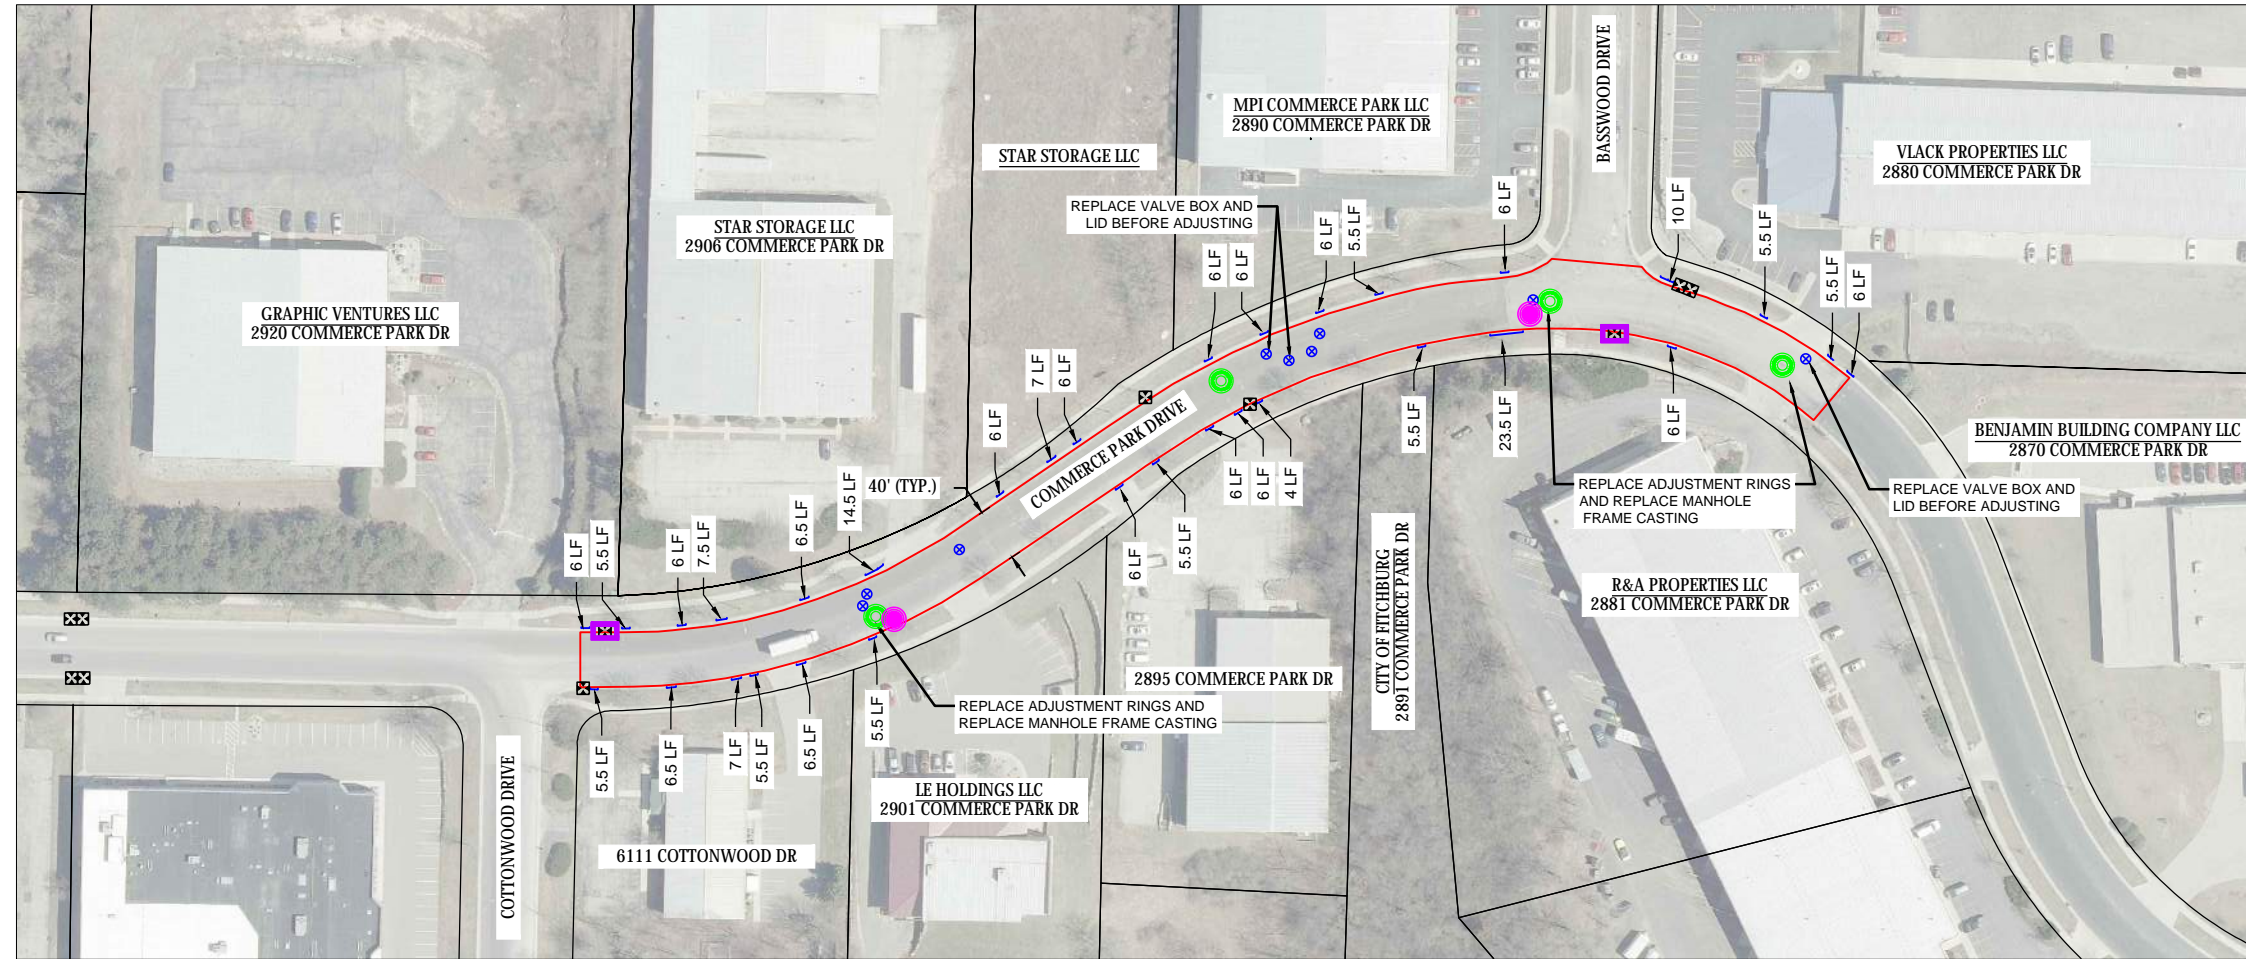 MPI COMMERCE PARK LLC
2890 COMMERCE PARK DR
BASSWOOD DRIVE
STAR STORAGE LLC
VLACK PROPERTIES LLC
2880 COMMERCE PARK DR
REPLACE VALVE BOX AND
LID BEFORE ADJUSTING
STAR STORAGE LLC
2906 COMMERCE PARK DR
GRAPHIC VENTURES LLC
2920 COMMERCE PARK DR
6 LF
5.5 LF
6 LF
7.5 LF
6.5 LF
14.5 LF
40' (TYP.)
6 LF
7 LF
6 LF
6 LF
6 LF
6 LF
5.5 LF
6 LF
10 LF
5.5 LF
5.5 LF
6 LF
COMMERCE PARK DRIVE
5.5 LF
6.5 LF
7 LF
5.5 LF
6.5 LF
5.5 LF
6 LF
5.5 LF
6 LF
6 LF
4 LF
5.5 LF
23.5 LF
6 LF
BENJAMIN BUILDING COMPANY LLC
2870 COMMERCE PARK DR
REPLACE ADJUSTMENT RINGS
AND REPLACE MANHOLE
FRAME CASTING
REPLACE VALVE BOX AND
LID BEFORE ADJUSTING
R&A PROPERTIES LLC
2881 COMMERCE PARK DR
CITY OF FITCHBURG
2891 COMMERCE PARK DR
2895 COMMERCE PARK DR
REPLACE ADJUSTMENT RINGS AND
REPLACE MANHOLE FRAME CASTING
LE HOLDINGS LLC
2901 COMMERCE PARK DR
6111 COTTONWOOD DR
COTTONWOOD DRIVE